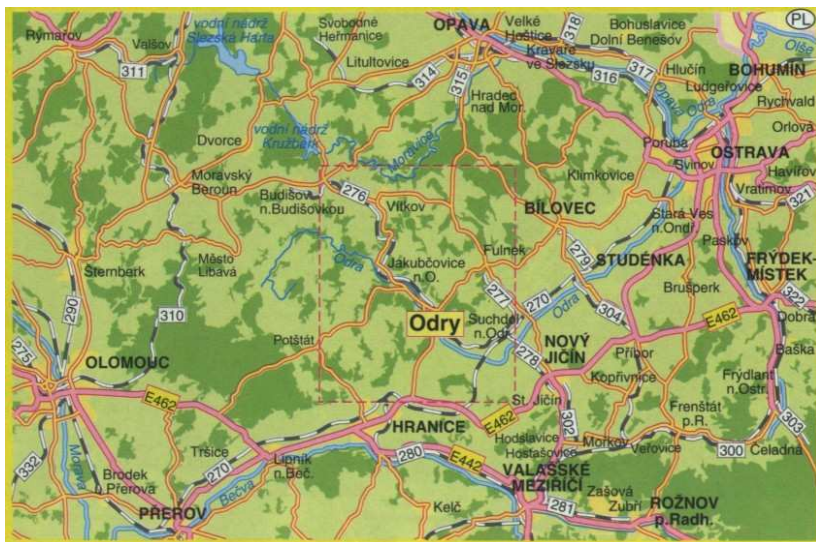 Rýmařov
Valšov
vodní nádrž
Slezská Harta
Svobodné
Heřmanice
OPAVA
Velké
Hoštice
318
Bohuslavice
Dolní Benešov
PL
Olše
311
Litultovice
314
315
Kravaře
ve Slezsku
316
317
Hlučín
BOHUMÍN
Ludgeřovice
Hradec
nad Mor.
Opava
Odra
Rychvald
Orlová
Dvorce
vodní nádrž
Kružberk
Moravice
Poruba
OSTRAVA
Svinov
Havířov
Moravský
Beroun
Budišov
n.Budišovkou
276
Vítkov
Klimkovice
BÍLOVEC
Vratimov
321
Stará Ves
n.Ondř.
Paskov
Šternberk
Město
Libavá
Odra
Jakubčovice
n.O.
Fulnek
279
STUDÉNKA
FRÝDEK-
MÍSTEK
290
310
277
270
Odra
304
Brušperk
322
Dobrá
Odry
Suchdol
n.Odr.
E462
275
OLOMOUC
Potštát
278
NOVÝ
JIČÍN
Příbor
Baška
Kopřivnice
Frýdlant
n.Ostr.
E462
HRANICE
E462
St. Jičín
302
Frenštát
p.R.
303
332
Morava
Tršice
270
Hodslavice
Hostašovice
Mořkov
Veřovice
300
Čeladná
Brodek
u Přerova
Lipník
n.Beč.
280
E442
VALAŠSKÉ
MEZIŘÍČÍ
Bečva
PŘEROV
Kelč
281
Zašová
Zubří
ROŽNOV
p.Radh.